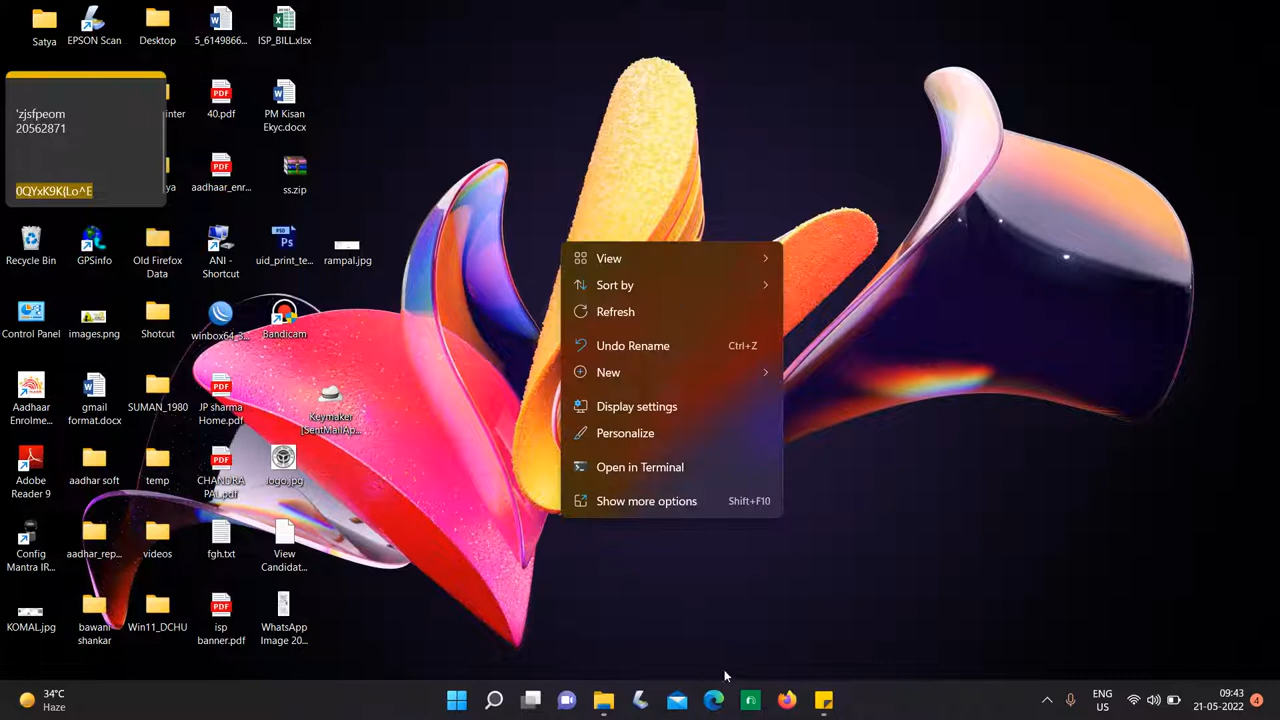 Satya
EPSON Scan
Desktop
5_6149866...
ISP_BILL.xlsx
'zjsfpeom
20562871
0QYxK9K{Lo^E
inter
40.pdf
PM Kisan
Ekyc.docx
ya
aadhaar_enr...
ss.zip
Recycle Bin
GPSinfo
Old Firefox
Data
ANI -
Shortcut
uid_print_te...
rampal.jpg
Control Panel
images.png
Shotcut
winbox64_3...
Bandicam
Aadhaar
Enrolme...
gmail
format.docx
SUMAN_1980
JP sharma
Home.pdf
Keymaker
[SentMailAp...
Adobe
Reader 9
aadhar soft
temp
CHANDRA
PAL.pdf
logo.jpg
Config
Mantra IR...
aadhar_rep...
videos
fgh.txt
View
Candidat...
KOMAL.jpg
bawani
shankar
Win11_DCHU
isp
banner.pdf
WhatsApp
Image 20...
View
Sort by
Refresh
Undo Rename Ctrl+Z
New
Display settings
Personalize
Open in Terminal
Show more options Shift+F10
34°C
Haze
ENG
US
09:43
21-05-2022
4